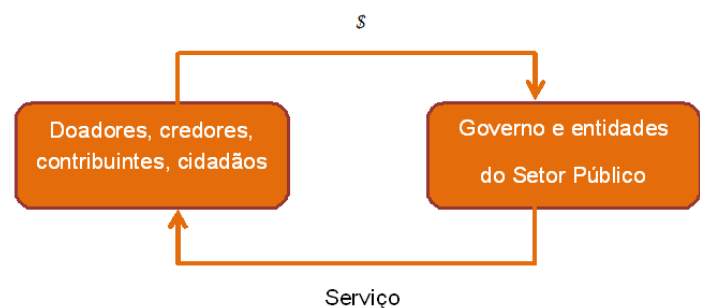 $
Doadores, credores,
contribuintes, cidadãos
Governo e entidades
do Setor Público
Serviço